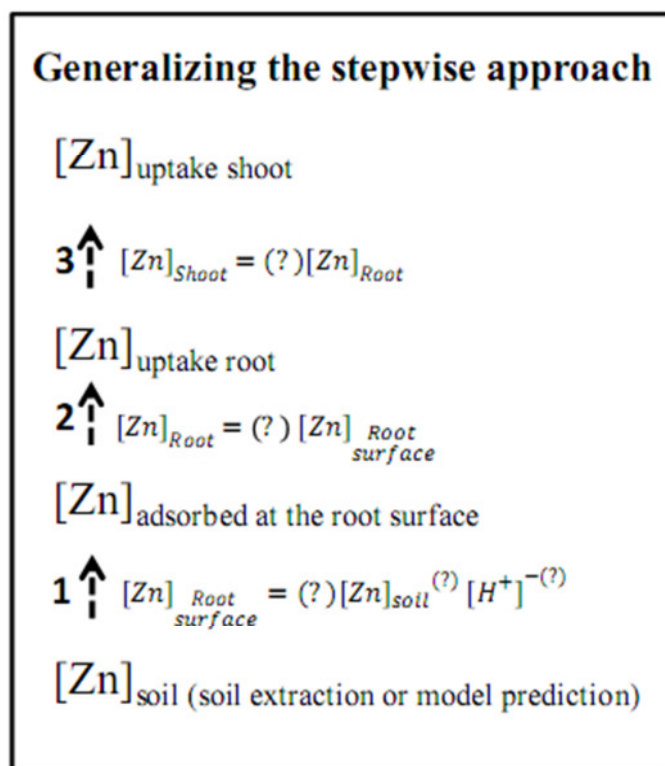 Generalizing the stepwise approach
[Zn]uptake shoot
3 [Zn]Shoot = (?)[Zn]Root
[Zn]uptake root
2 [Zn]Root = (?) [Zn] Root surface
[Zn]adsorbed at the root surface
1 [Zn] Root surface = (?)[Zn]soil(?) [H+]−(?)
[Zn]soil (soil extraction or model prediction)